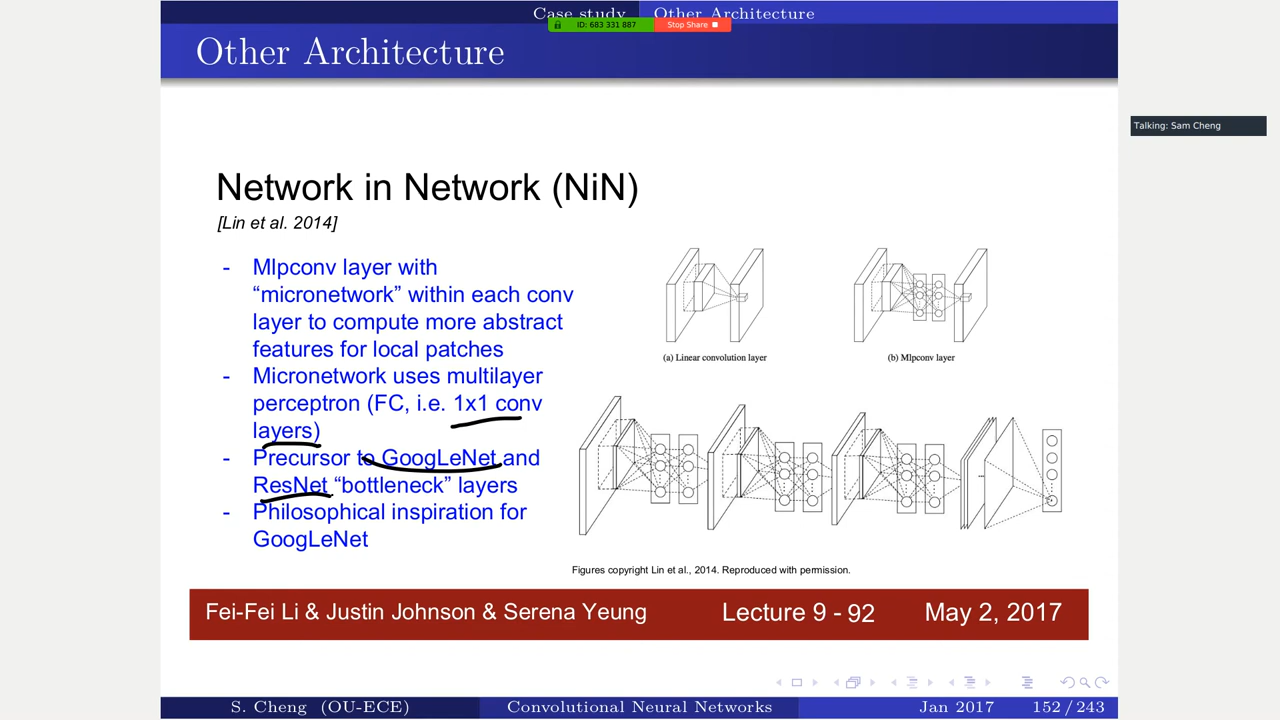 Case study Other Architecture
ID: 683 331 887 Stop Share
Other Architecture
Talking: Sam Cheng
Network in Network (NiN)
[Lin et al. 2014]
- Mlpconv layer with
“micronetwork” within each conv
layer to compute more abstract
features for local patches
- Micronetwork uses multilayer
perceptron (FC, i.e. 1x1 conv
layers)
- Precursor to GoogLeNet and
ResNet “bottleneck” layers
- Philosophical inspiration for
GoogLeNet
(a) Linear convolution layer
(b) Mlpconv layer
Figures copyright Lin et al., 2014. Reproduced with permission.
Fei-Fei Li & Justin Johnson & Serena Yeung Lecture 9 - 92 May 2, 2017
S. Cheng (OU-ECE) Convolutional Neural Networks Jan 2017 152 / 243